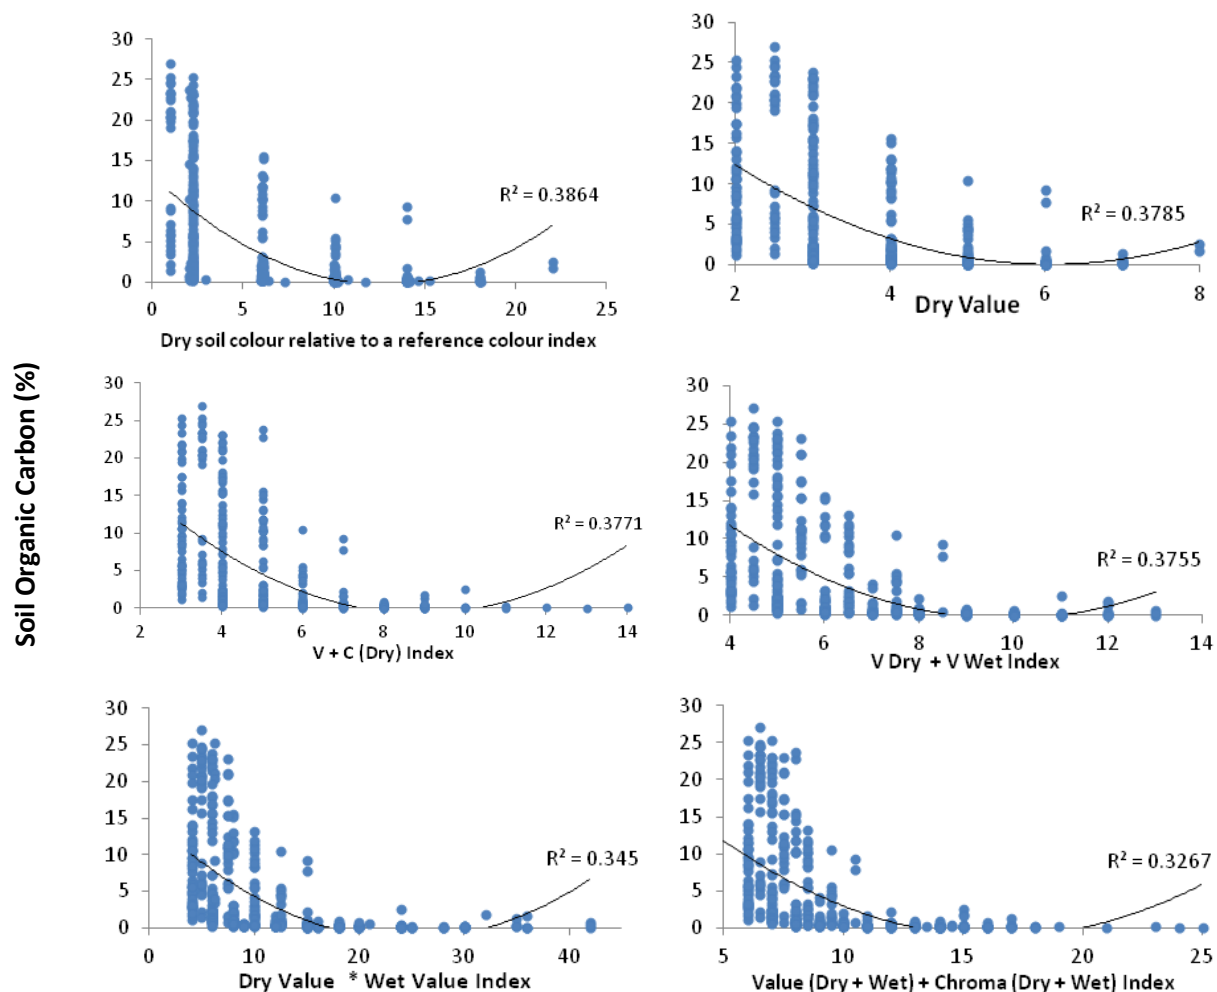 Soil Organic Carbon (%)
30
25
20
15
10
5
0
0 5 10 15 20 25
R² = 0.3864
Dry soil colour relative to a reference colour index
30
25
20
15
10
5
0
2 4 6 8
R² = 0.3785
Dry Value
30
25
20
15
10
5
0
2 4 6 8 10 12 14
R² = 0.3771
V + C (Dry) Index
30
25
20
15
10
5
0
4 6 8 10 12 14
R² = 0.3755
V Dry + V Wet Index
30
25
20
15
10
5
0
0 10 20 30 40
R² = 0.345
Dry Value * Wet Value Index
30
25
20
15
10
5
0
5 10 15 20 25
R² = 0.3267
Value (Dry + Wet) + Chroma (Dry + Wet) Index